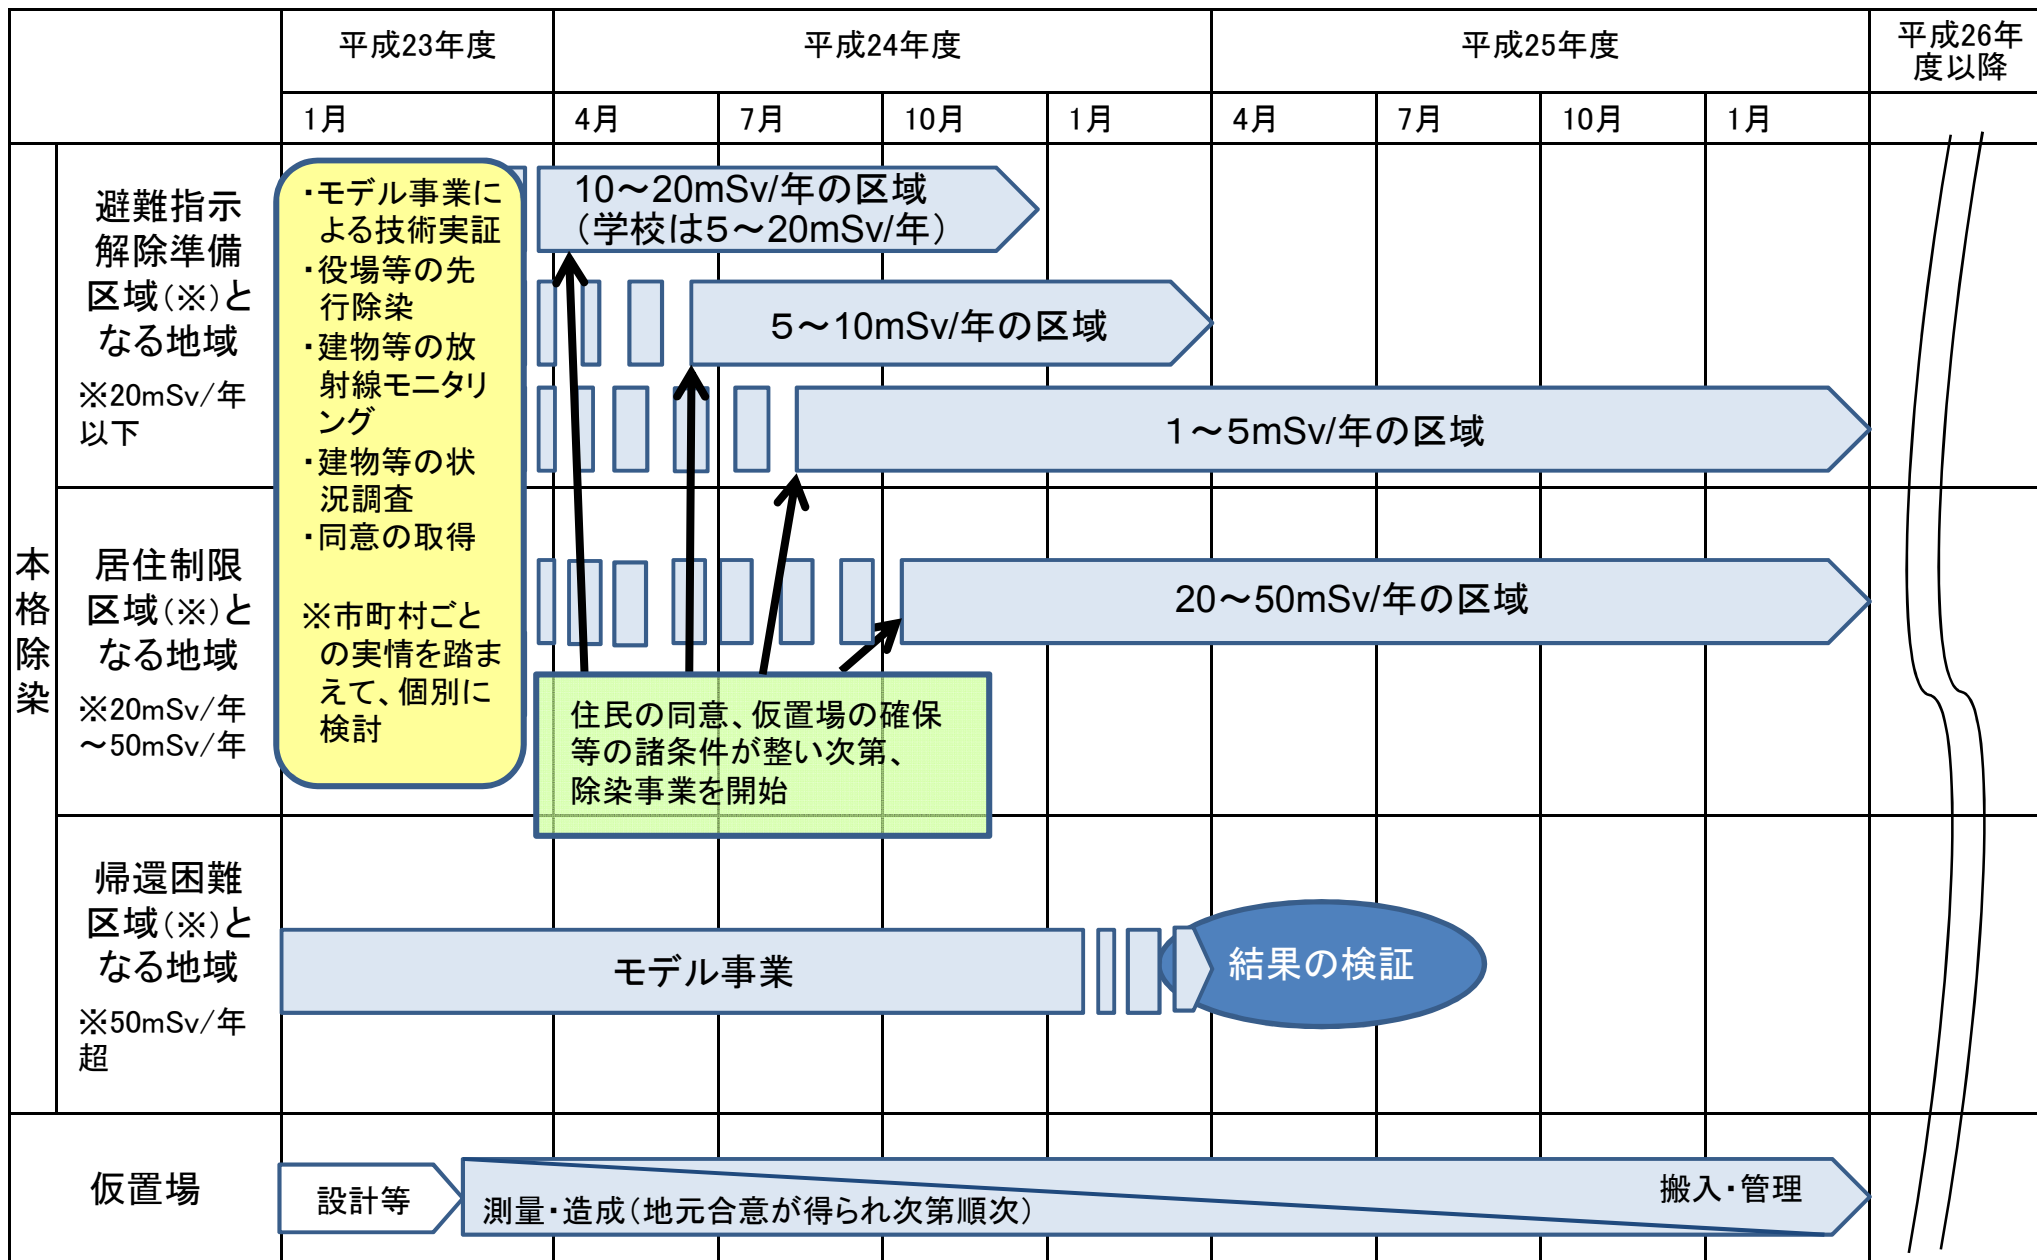 平成23年度
平成24年度
平成25年度
平成26年
度以降
1月
4月
7月
10月
1月
4月
7月
10月
1月
本格除染
避難指示
解除準備
区域(※)と
なる地域
※20mSv/年
以下
・モデル事業に
よる技術実証
・役場等の先
行除染
・建物等の放
射線モニタリ
ング
・建物等の状
況調査
・同意の取得
※市町村ごと
の実情を踏ま
えて、個別に
検討
10～20mSv/年の区域
(学校は5～20mSv/年)
5～10mSv/年の区域
1～5mSv/年の区域
居住制限
区域(※)と
なる地域
※20mSv/年
～50mSv/年
20～50mSv/年の区域
住民の同意、仮置場の確保
等の諸条件が整い次第、
除染事業を開始
帰還困難
区域(※)と
なる地域
※50mSv/年
超
モデル事業
結果の検証
仮置場
設計等
測量・造成(地元合意が得られ次第順次)
搬入・管理